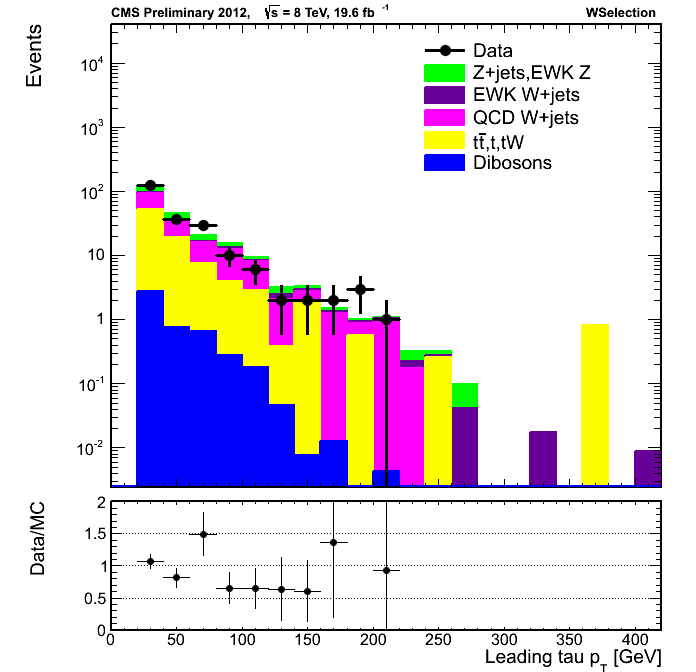 CMS Preliminary 2012, √s = 8 TeV, 19.6 fb⁻¹ WSelection
Events
Data
Z+jets,EWK Z
EWK W+jets
QCD W+jets
tt̄,t,tW
Dibosons
10⁴
10³
10²
10
1
10⁻¹
10⁻²
Data/MC
2
1.5
1
0.5
0
0 50 100 150 200 250 300 350 400
Leading tau p_T [GeV]